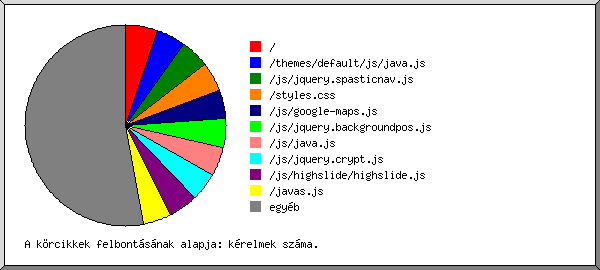 /
/themes/default/js/java.js
/js/jquery.spasticnav.js
/styles.css
/js/google-maps.js
/js/jquery.backgroundpos.js
/js/java.js
/js/jquery.crypt.js
/js/highslide/highslide.js
/javas.js
egyéb
A körcikkek felbontásának alapja: kérelmek száma.